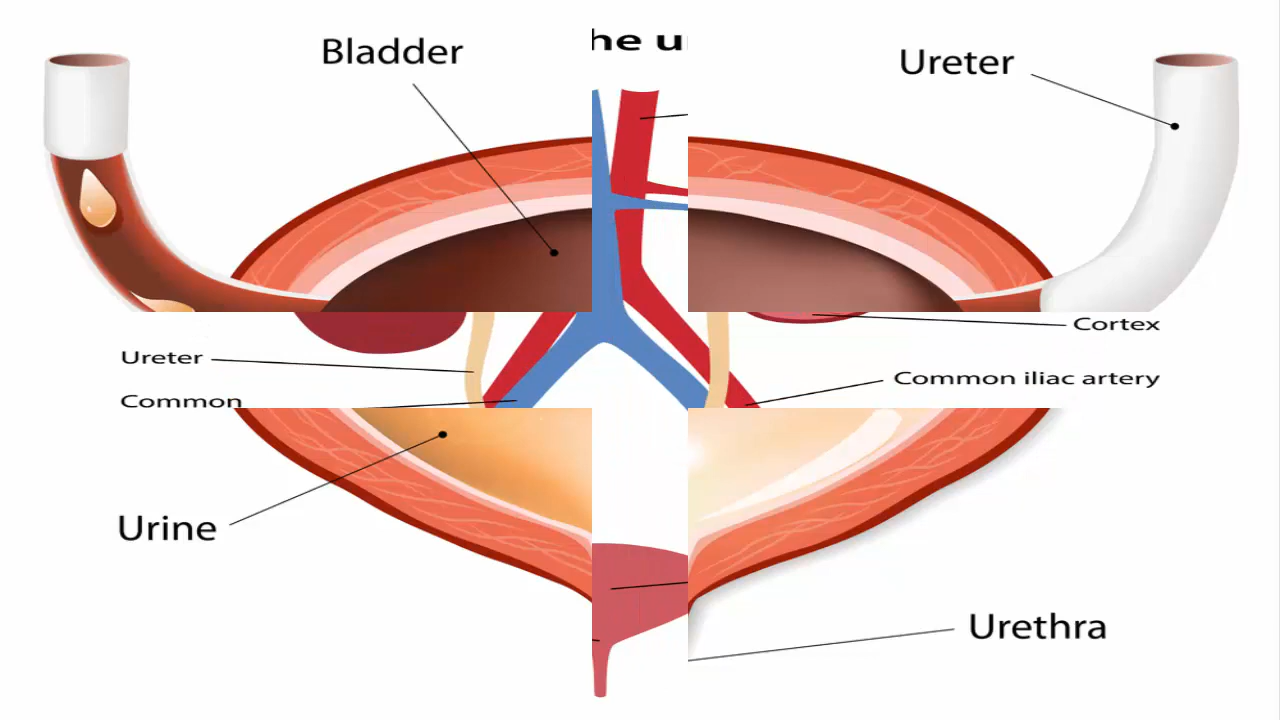 Bladder
he u
Ureter
Cortex
Ureter
Common iliac artery
Common
Urine
Urethra